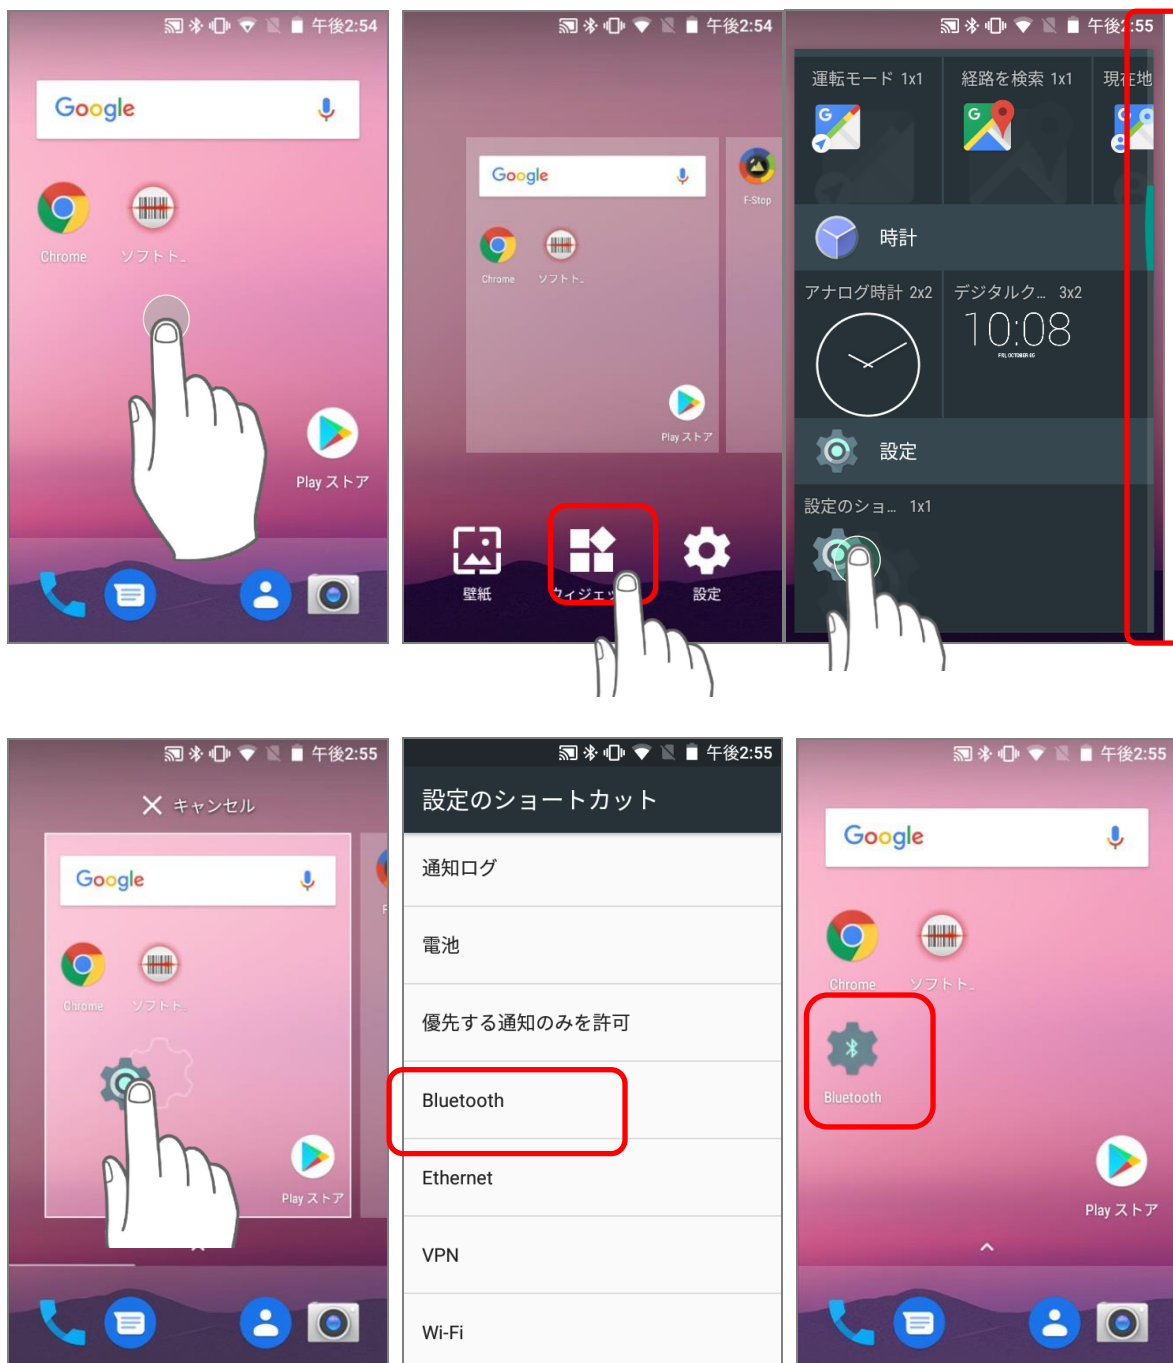 午後2:54
Google
Chrome
ソフトト..
Play ストア
午後2:54
Google
F-Stop
Chrome
ソフトト..
Play ストア
壁紙
ウィジェッ
設定
午後2:55
運転モード 1x1
経路を検索 1x1
現在地
時計
アナログ時計 2x2
デジタルク... 3x2
10:08
FRI, OCTOBER 05
設定
設定のショ... 1x1
午後2:55
× キャンセル
Google
Chrome
ソフトト..
Play ストア
午後2:55
設定のショートカット
通知ログ
電池
優先する通知のみを許可
Bluetooth
Ethernet
VPN
Wi-Fi
午後2:55
Google
Chrome
ソフトト..
Bluetooth
Play ストア